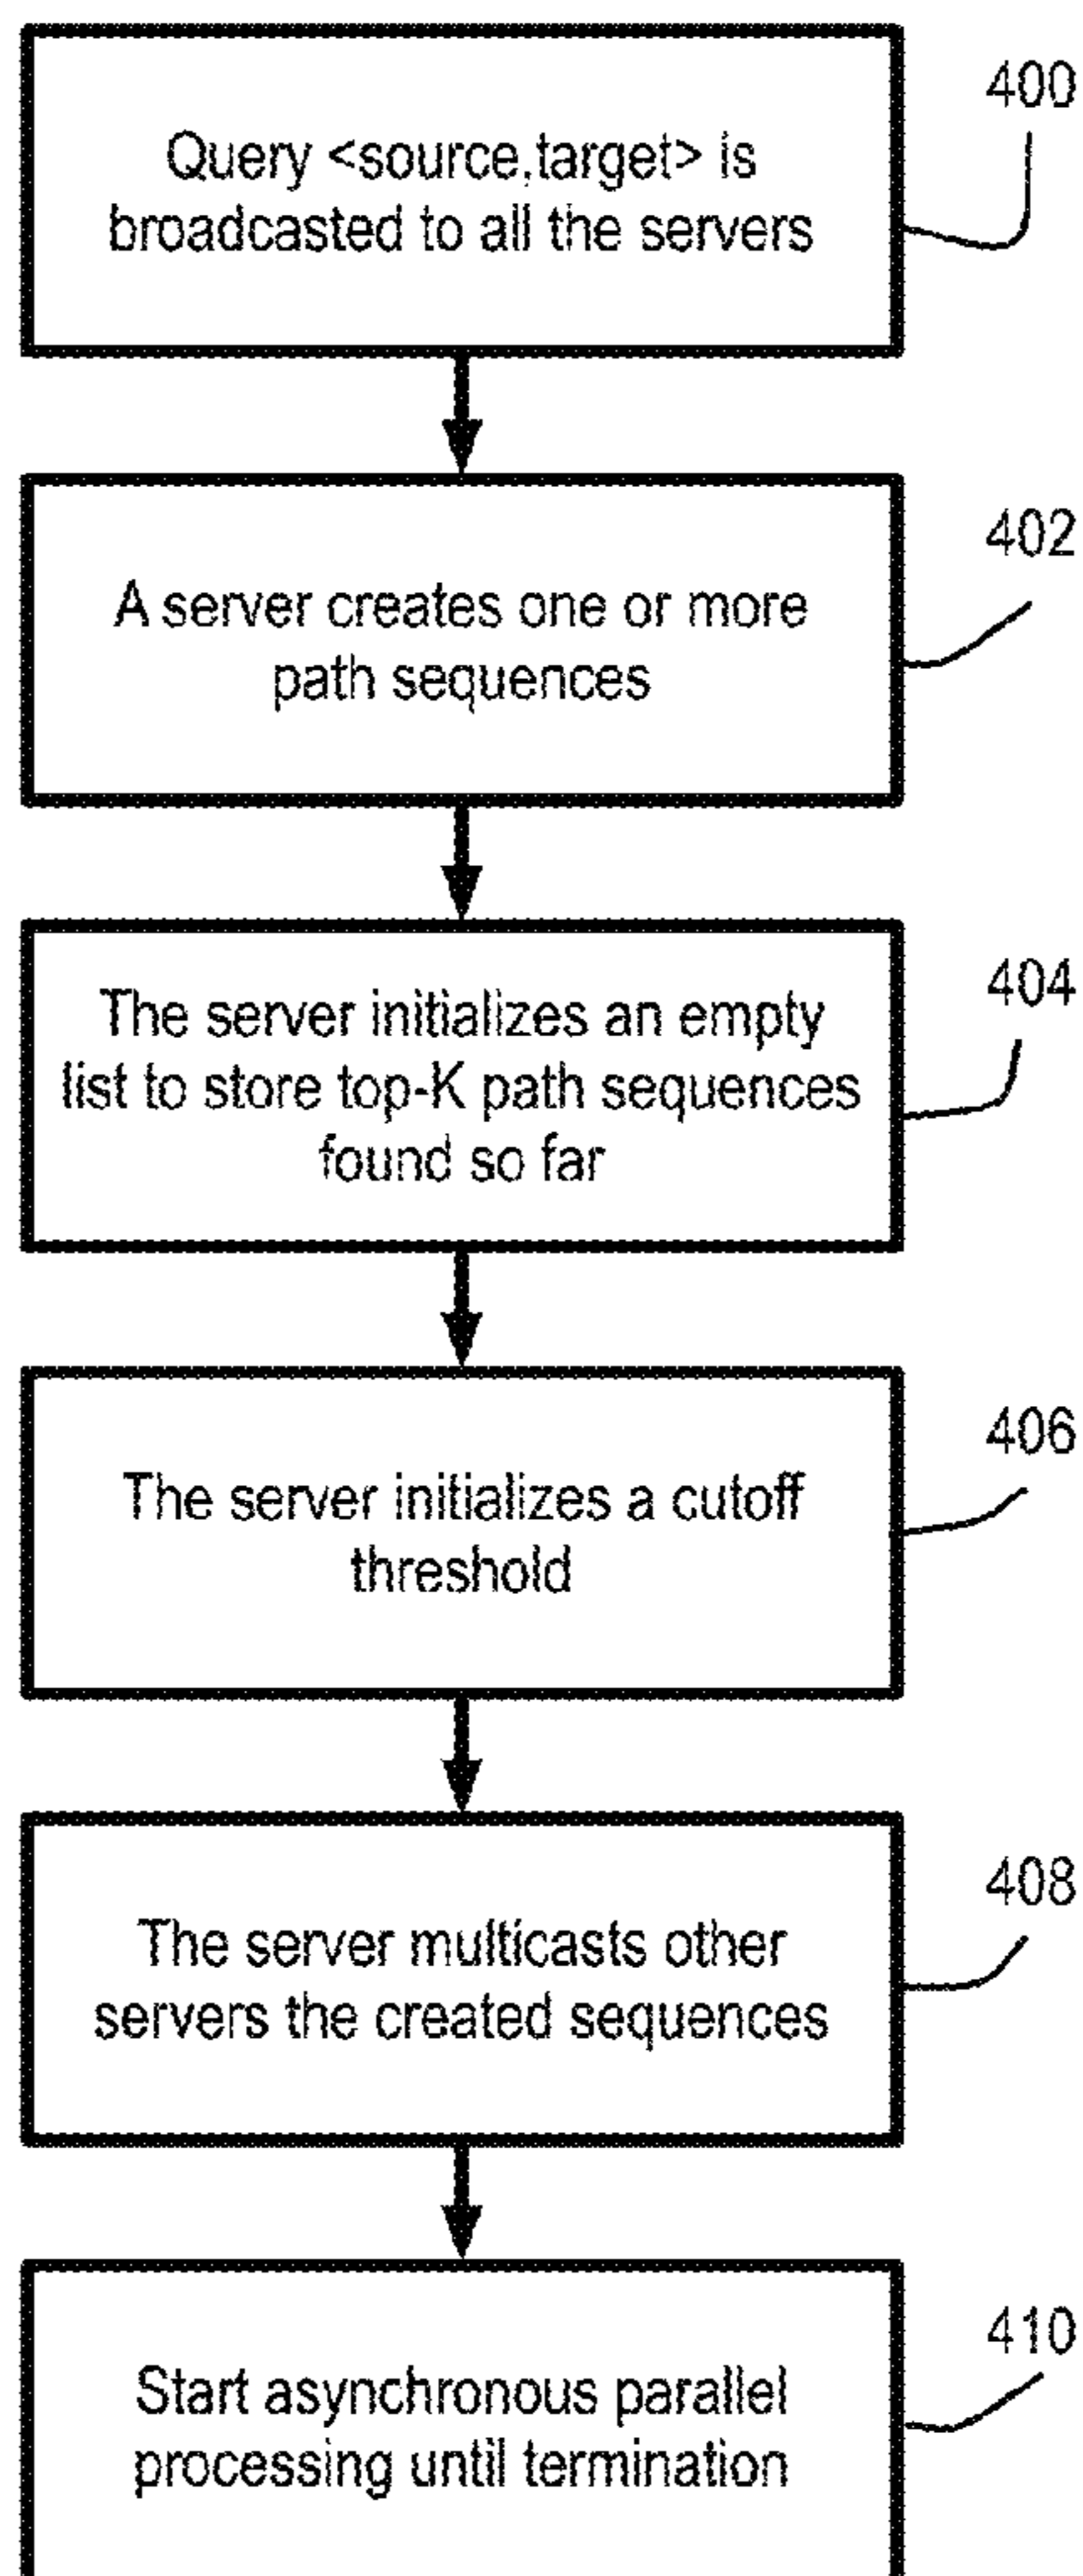 Query <source,target> is
broadcasted to all the servers
400
A server creates one or more
path sequences
402
The server initializes an empty
list to store top-K path sequences
found so far
404
The server initializes a cutoff
threshold
406
The server multicasts other
servers the created sequences
408
Start asynchronous parallel
processing until termination
410